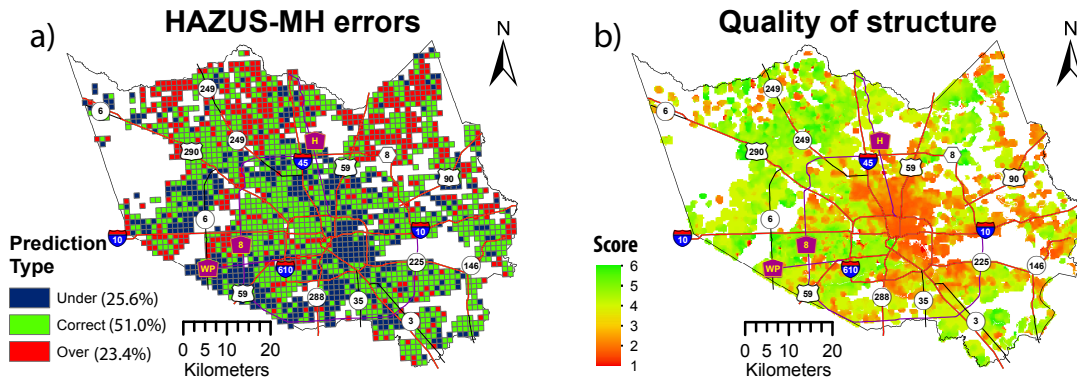 a)
HAZUS-MH errors
N
6
249
249
290
H
45
59
8
90
6
10
8
WP
59
610
288
35
10
225
146
3
Prediction
Type
Under (25.6%)
Correct (51.0%)
Over (23.4%)
0 5 10 20
Kilometers
b)
Quality of structure
N
6
249
249
290
H
45
59
8
90
6
10
8
WP
59
610
288
35
10
225
146
3
Score
6
5
4
3
2
1
0 5 10 20
Kilometers